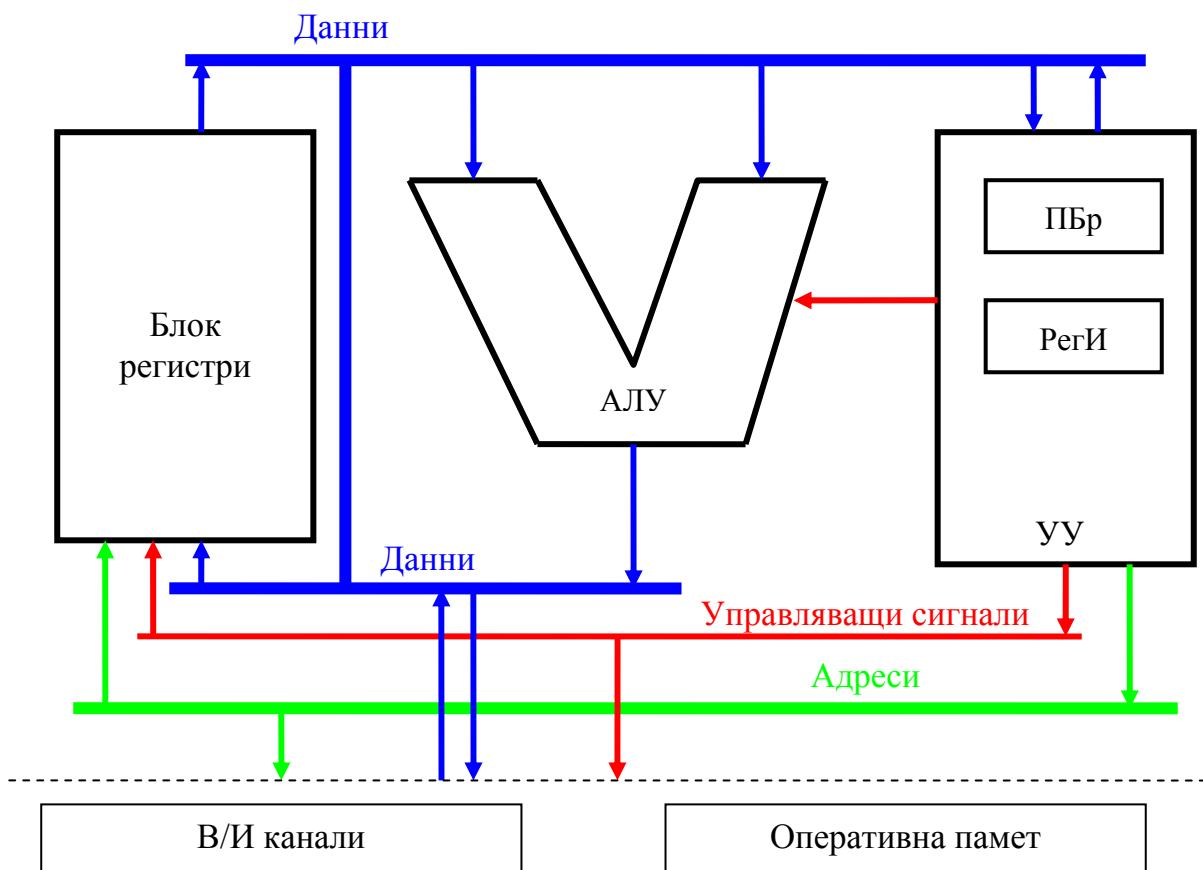 Данни
ПБр
Блок
регистри
РегИ
АЛУ
УУ
Данни
Управляващи сигнали
Адреси
В/И канали
Оперативна памет